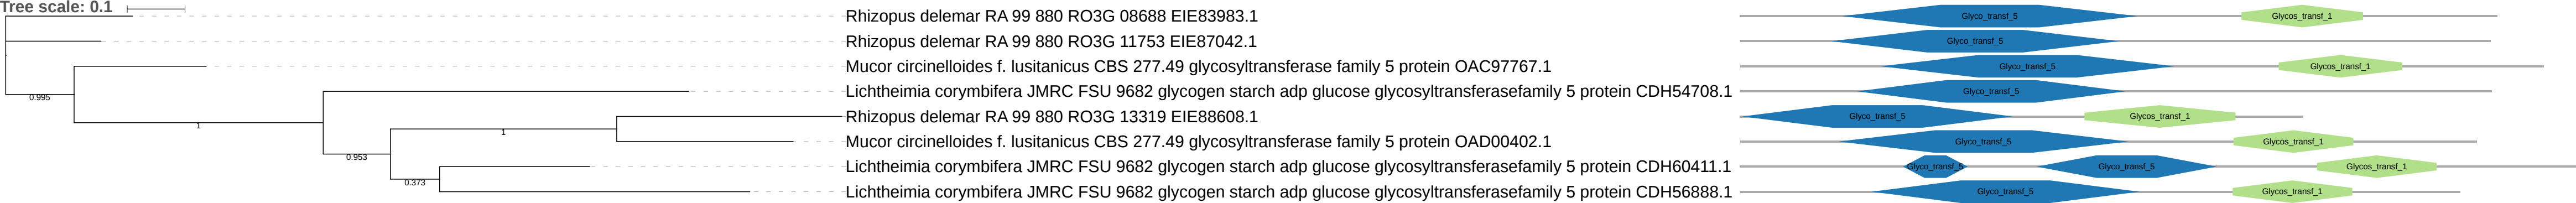 Tree scale: 0.1
Rhizopus delemar RA 99 880 RO3G 08688 EIE83983.1 Glyco_transf_5 Glycos_transf_1
Rhizopus delemar RA 99 880 RO3G 11753 EIE87042.1 Glyco_transf_5
Mucor circinelloides f. lusitanicus CBS 277.49 glycosyltransferase family 5 protein OAC97767.1 Glyco_transf_5 Glycos_transf_1
Lichtheimia corymbifera JMRC FSU 9682 glycogen starch adp glucose glycosyltransferasefamily 5 protein CDH54708.1 Glyco_transf_5
0.995
Rhizopus delemar RA 99 880 RO3G 13319 EIE88608.1 Glyco_transf_5 Glycos_transf_1
1
1
Mucor circinelloides f. lusitanicus CBS 277.49 glycosyltransferase family 5 protein OAD00402.1 Glyco_transf_5 Glycos_transf_1
0.953
Lichtheimia corymbifera JMRC FSU 9682 glycogen starch adp glucose glycosyltransferasefamily 5 protein CDH60411.1 Glyco_transf_5 Glyco_transf_5 Glycos_transf_1
0.373
Lichtheimia corymbifera JMRC FSU 9682 glycogen starch adp glucose glycosyltransferasefamily 5 protein CDH56888.1 Glyco_transf_5 Glycos_transf_1